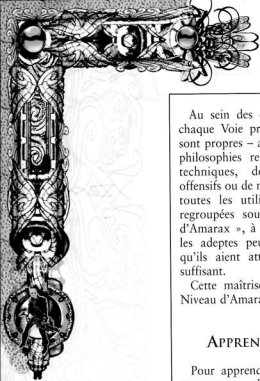 Au sein des
chaque Voie pr
sont propres – a
philosophies re
techniques, de
offensifs ou de m
toutes les utili
regroupées sou
d'Amarax », à
les adeptes peu
qu'ils aient att
suffisant.
Cette maîtrise
Niveau d'Amara
APPREN
Pour apprend